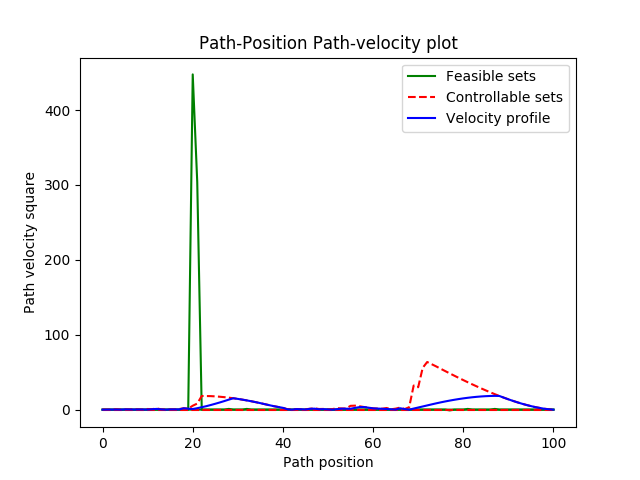 Path-Position Path-velocity plot
Feasible sets
Controllable sets
Velocity profile
Path velocity square
400
300
200
100
0
0 20 40 60 80 100
Path position